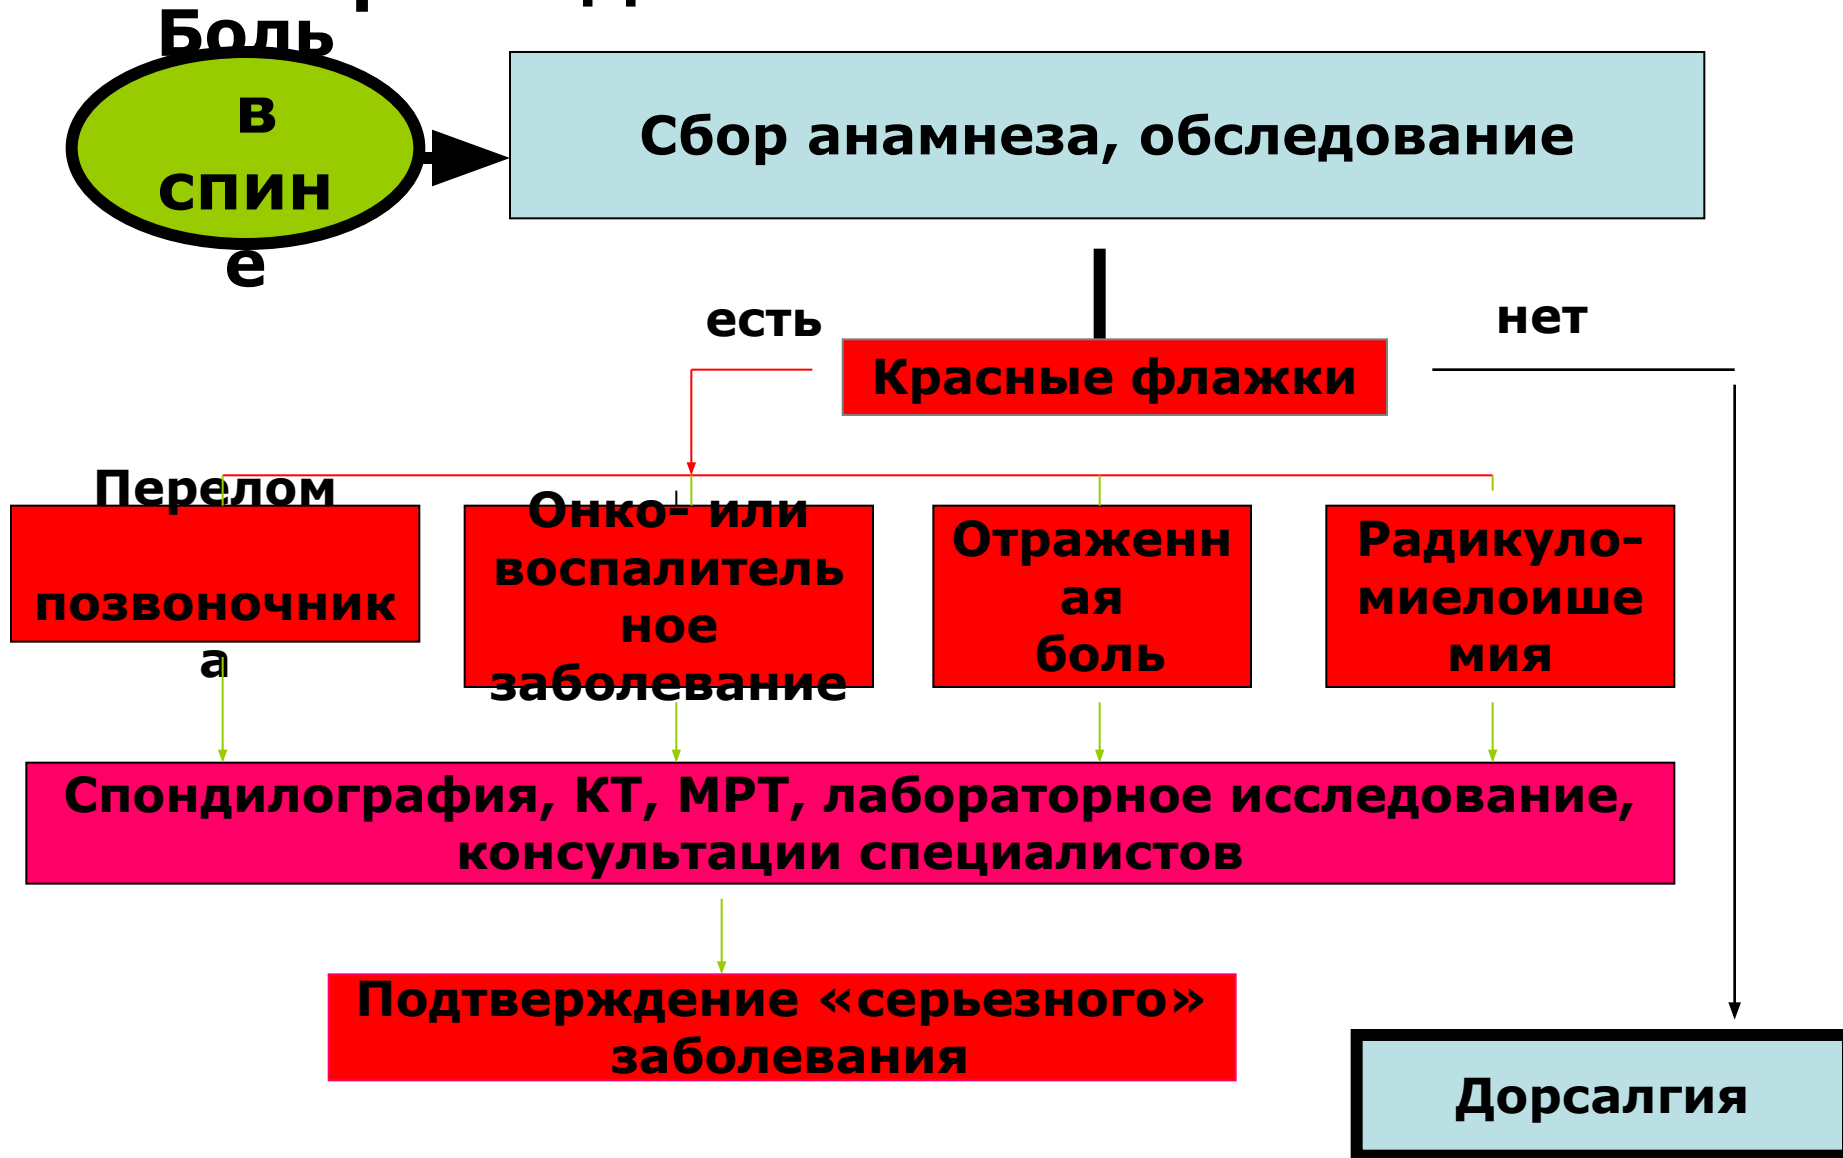 Боль
в
спин
е
Сбор анамнеза, обследование
есть
нет
Красные флажки
Перелом
позвоночник
а
Онко- или
воспалитель
ное
заболевание
Отраженн
ая
боль
Радикуло-
миелоише
мия
Спондилография, КТ, МРТ, лабораторное исследование,
консультации специалистов
Подтверждение «серьезного»
заболевания
Дорсалгия